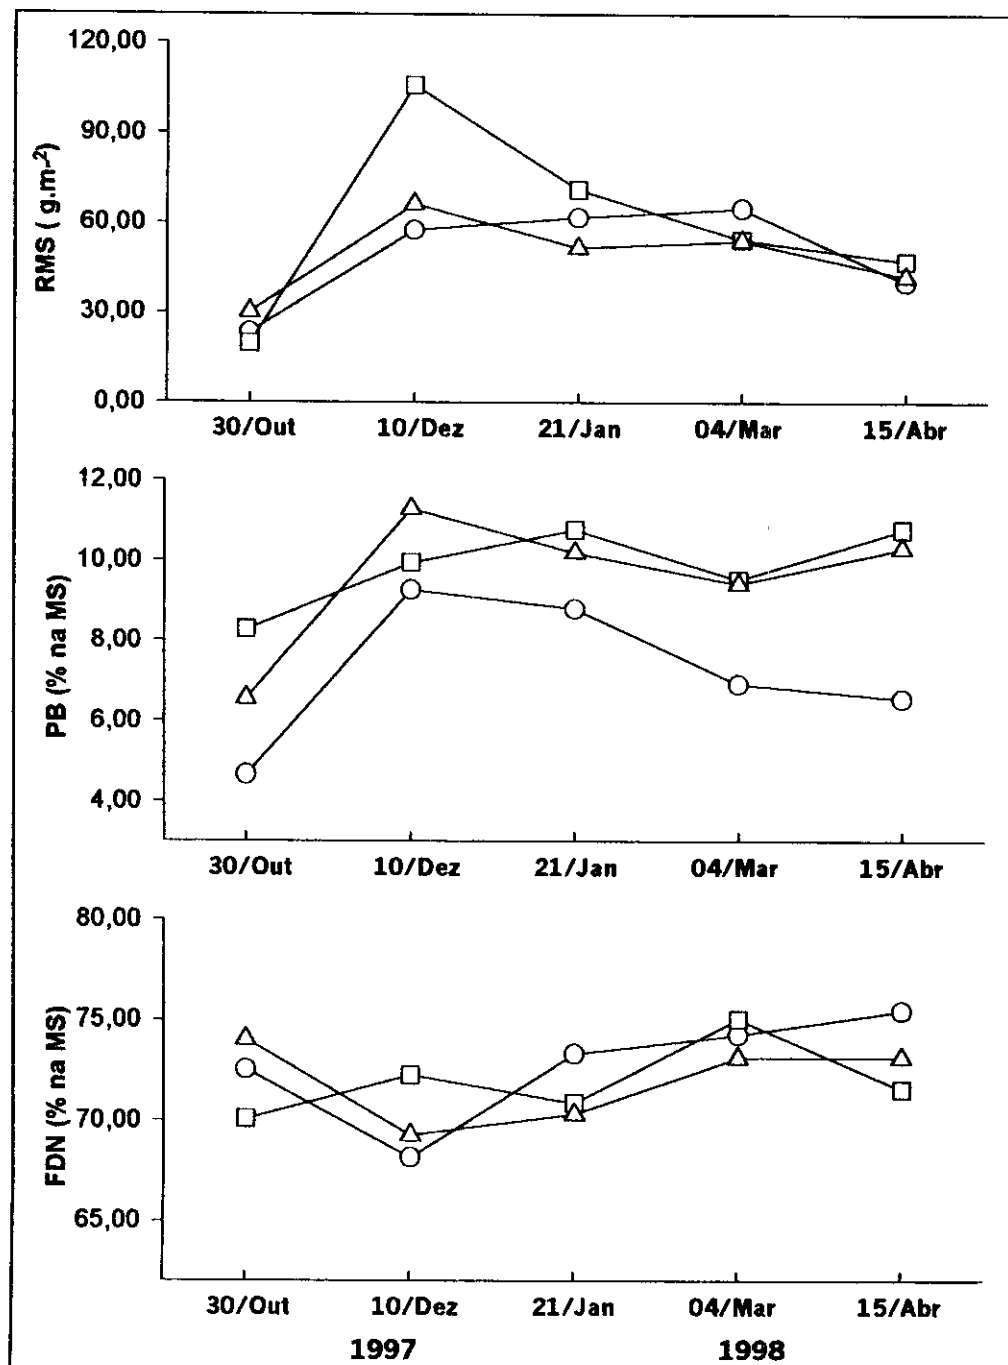 120,00
90,00
60,00
30,00
0,00
RMS ( g.m-²)
30/Out 10/Dez 21/Jan 04/Mar 15/Abr
12,00
10,00
8,00
6,00
4,00
PB (% na MS)
30/Out 10/Dez 21/Jan 04/Mar 15/Abr
80,00
75,00
70,00
65,00
FDN (% na MS)
30/Out 10/Dez 21/Jan 04/Mar 15/Abr
1997 1998